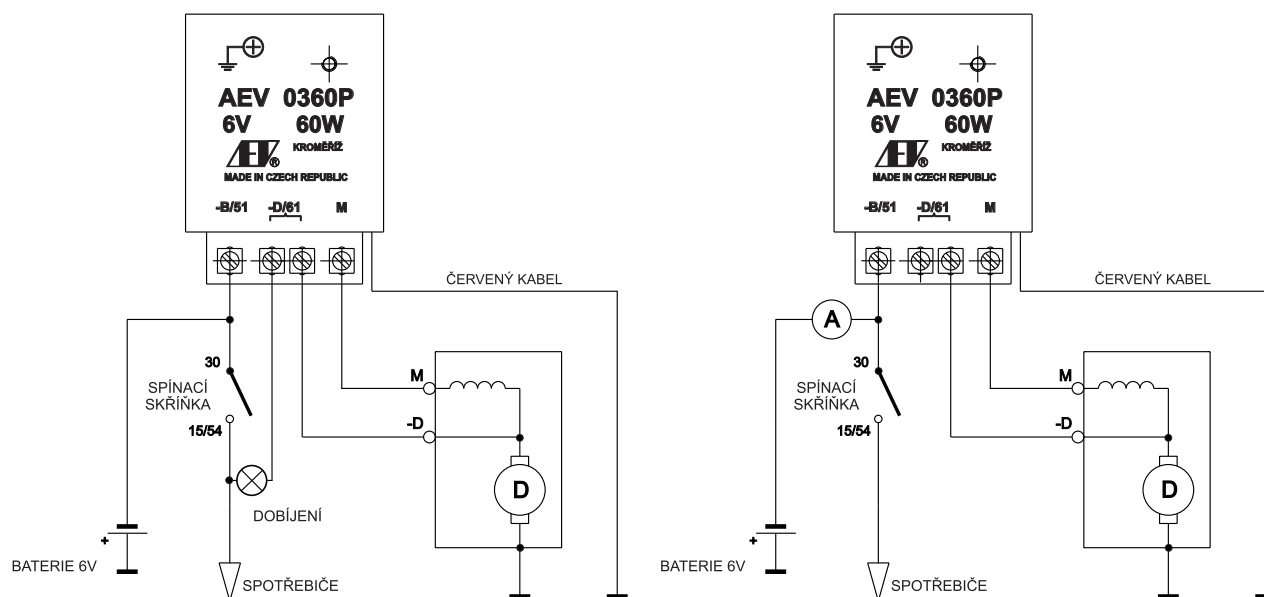 AEV 0360P
6V 60W
AEV ®
KROMĚŘÍŽ
MADE IN CZECH REPUBLIC
-B/51 -D/61 M
ČERVENÝ KABEL
30
SPÍNACÍ
SKŘÍŇKA
15/54
M
-D
D
DOBÍJENÍ
+
BATERIE 6V
SPOTŘEBIČE
AEV 0360P
6V 60W
AEV ®
KROMĚŘÍŽ
MADE IN CZECH REPUBLIC
-B/51 -D/61 M
ČERVENÝ KABEL
A
30
SPÍNACÍ
SKŘÍŇKA
15/54
M
-D
D
+
BATERIE 6V
SPOTŘEBIČE